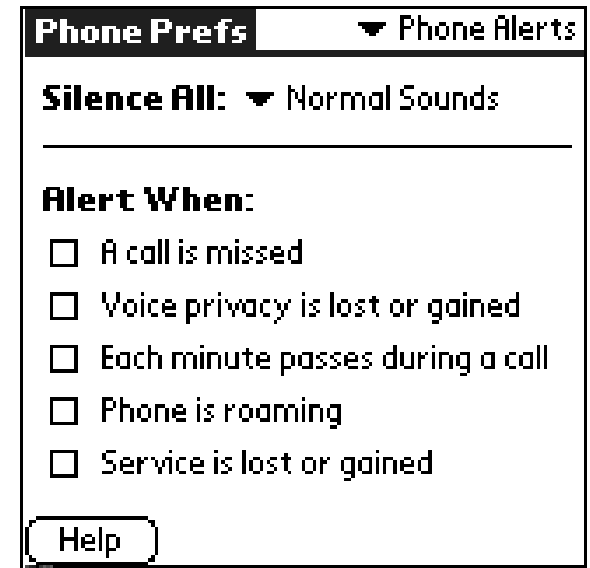 Phone Prefs Phone Alerts
Silence All: Normal Sounds
Alert When:
A call is missed
Voice privacy is lost or gained
Each minute passes during a call
Phone is roaming
Service is lost or gained
Help